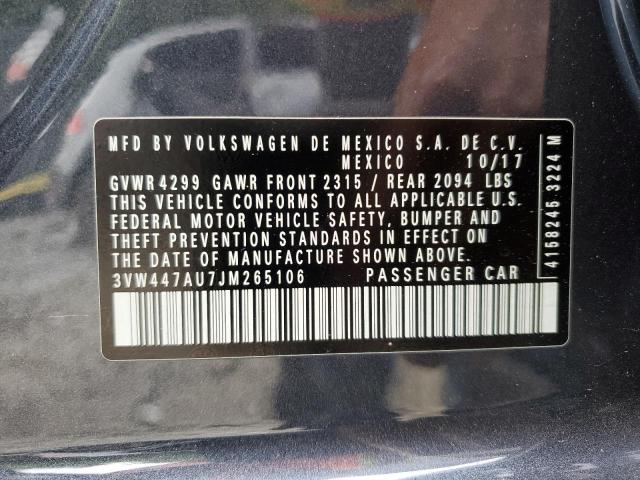 MFD BY VOLKSWAGEN DE MEXICO S.A. DE C.V.
MEXICO 10/17
GVWR 4299 GAWR FRONT 2315 / REAR 2094 LBS
THIS VEHICLE CONFORMS TO ALL APPLICABLE U.S.
FEDERAL MOTOR VEHICLE SAFETY, BUMPER AND
THEFT PREVENTION STANDARDS IN EFFECT ON
THE DATE OF MANUFACTURE SHOWN ABOVE.
3VW447AU7JM265106 PASSENGER CAR
4158245 3224 M